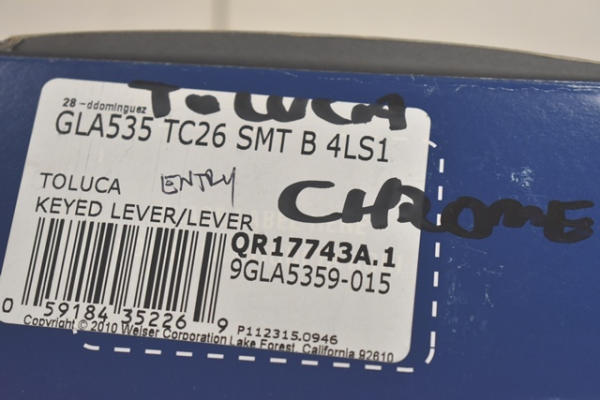 TOLUCA
28 -ddominguez
GLA535 TC26 SMT B 4LS1
TOLUCA ENTRY
KEYED LEVER/LEVER
CHROME
QR17743A.1
9GLA5359-015
0 59184 35226 9
P112315.0946
Copyright © 2010 Weiser Corporation Lake Forest, California 92610